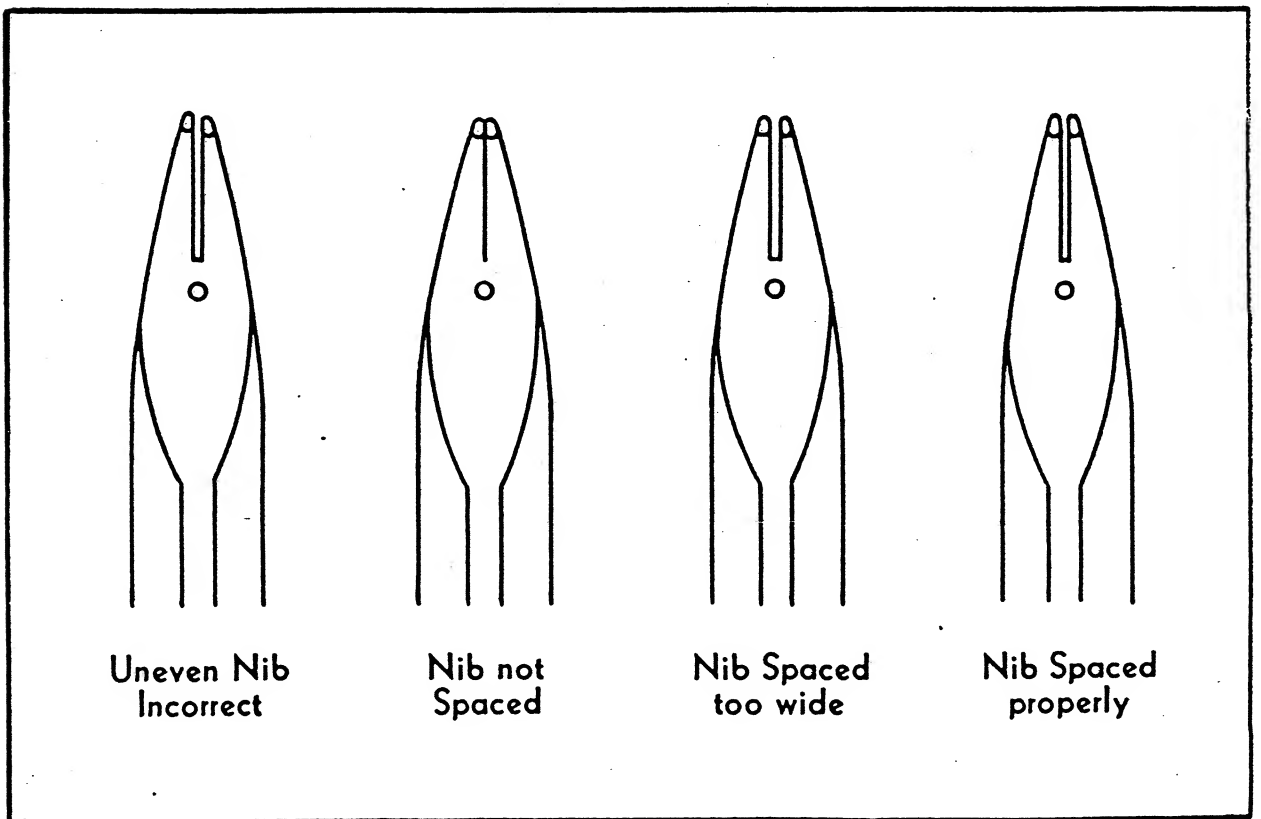 Uneven Nib
Incorrect
Nib not
Spaced
Nib Spaced
too wide
Nib Spaced
properly